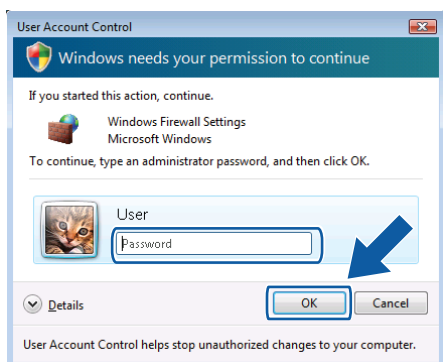 User Account Control
Windows needs your permission to continue
If you started this action, continue.
Windows Firewall Settings
Microsoft Windows
To continue, type an administrator password, and then click OK.
User
Password
Details
OK
Cancel
User Account Control helps stop unauthorized changes to your computer.